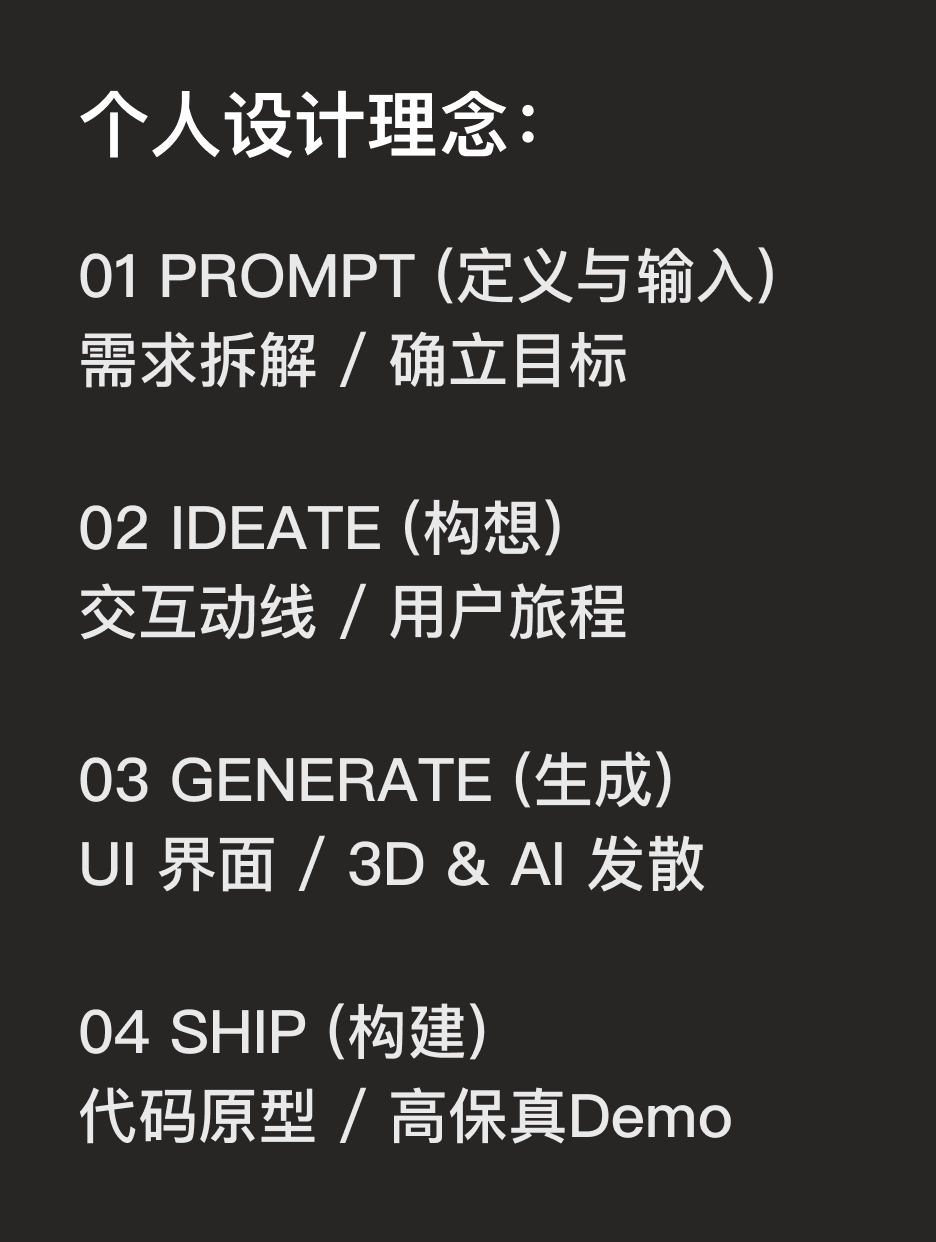 个人设计理念：
01 PROMPT (定义与输入)
需求拆解 / 确立目标
02 IDEATE (构想)
交互动线 / 用户旅程
03 GENERATE (生成)
UI 界面 / 3D & AI 发散
04 SHIP (构建)
代码原型 / 高保真Demo